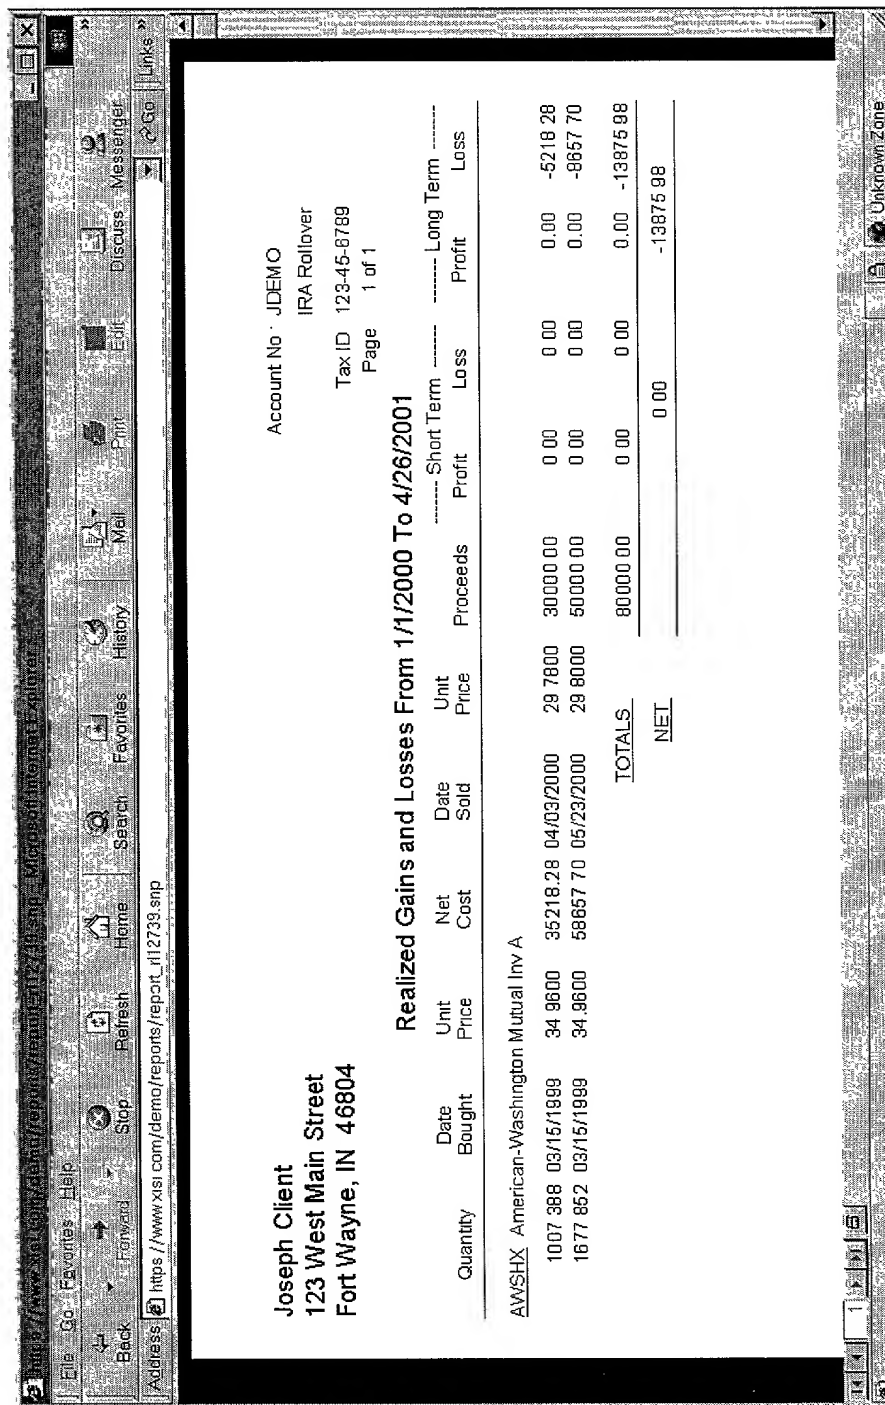 File Go Favorites Help
Back Forward Stop Refresh Home Search Favorites History Mail Print Edit Discuss Messenger
Address https //www xisi com/demo/reports/report_rl12739.snp Go Links
Account No · JDEMO
IRA Rollover
Tax ID 123-45-6789
Page 1 of 1
Joseph Client
123 West Main Street
Fort Wayne, IN 46804
Realized Gains and Losses From 1/1/2000 To 4/26/2001
------- Short Term ------- ------- Long Term -------
Date Unit Net Date Unit
Quantity Bought Price Cost Sold Price Proceeds Profit Loss Profit Loss
AWSHX American-Washington Mutual Inv A
1007 388 03/15/1999 34 9600 35218.28 04/03/2000 29 7800 30000 00 0 00 0 00 0.00 -5218 28
1677 852 03/15/1999 34.9600 58657 70 05/23/2000 29 8000 50000 00 0 00 0 00 0.00 -8657 70
TOTALS 80000 00 0 00 0 00 0.00 -13875 98
NET 0 00 -13875 98
1
Unknown Zone